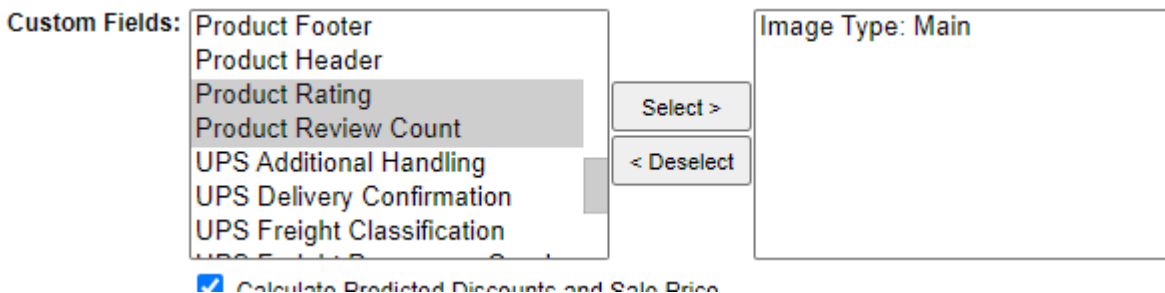 Custom Fields:
Product Footer
Product Header
Product Rating
Product Review Count
UPS Additional Handling
UPS Delivery Confirmation
UPS Freight Classification
Select >
< Deselect
Image Type: Main
Calculate Predicted Discounts and Sale Price